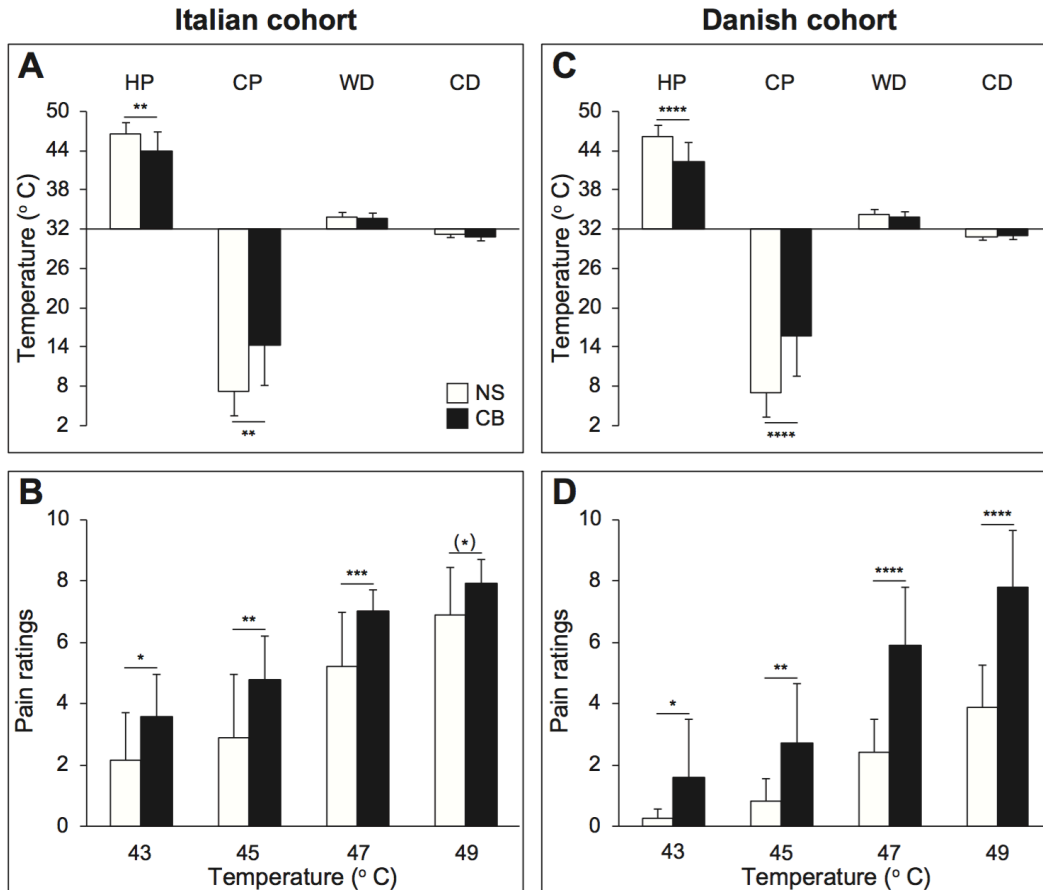 Italian cohort
Danish cohort
A
HP CP WD CD
**
50
44
38
32
26
20
14
8
2
Temperature (° C)
**
NS
CB
C
HP CP WD CD
****
50
44
38
32
26
20
14
8
2
Temperature (° C)
****
B
10
8
6
4
2
0
Pain ratings
*
**
***
(*)
43 45 47 49
Temperature (° C)
D
10
8
6
4
2
0
Pain ratings
*
**
****
****
43 45 47 49
Temperature (° C)